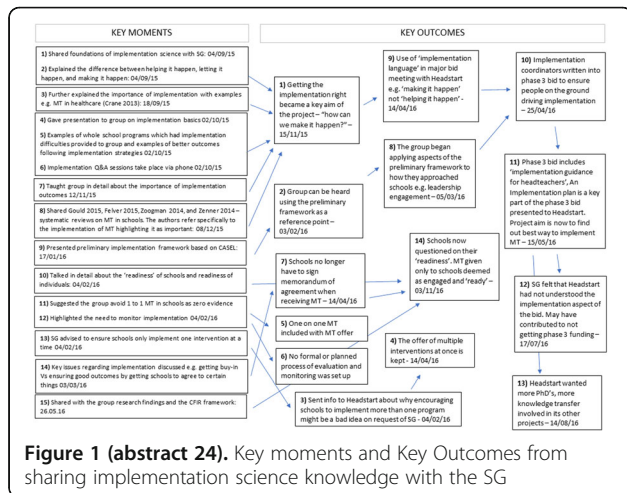 KEY MOMENTS
KEY OUTCOMES
1) Shared foundations of implementation science with SG: 04/09/15
2) Explained the difference between helping it happen, letting it
happen, and making it happen: 04/09/15
3) Further explained the importance of implementation with examples
e.g. MT in healthcare (Crane 2013): 18/09/15
4) Gave presentation to group on implementation basics 02/10/15
5) Examples of whole school programs which had implementation
difficulties provided to group and examples of better outcomes
following implementation strategies 02/10/15
6) Implementation Q&A sessions take place via phone 02/10/15
7) Taught group in detail about the importance of implementation
outcomes 12/11/15
8) Shared Gould 2015, Felver 2015, Zoogman 2014, and Zenner 2014 –
systematic reviews on MT in schools. The authors refer specifically to
the implementation of MT highlighting it as important: 08/12/15
9) Presented preliminary implementation framework based on CASEL:
17/01/16
10) Talked in detail about the 'readiness' of schools and readiness of
individuals: 04/02/16
11) Suggested the group avoid 1 to 1 MT in schools as zero evidence
12) Highlighted the need to monitor implementation 04/02/16
13) SG advised to ensure schools only implement one intervention at a
time 04/02/16
14) Key issues regarding implementation discussed e.g. getting buy-in
Vs ensuring good outcomes by getting schools to agree to certain
things 03/03/16
15) Shared with the group research findings and the CFIR framework:
26.05.16
1) Getting the
implementation right
became a key aim of
the project – "how can
we make it happen?" –
15/11/15
2) Group can be heard
using the preliminary
framework as a
reference point –
03/02/16
7) Schools no longer
have to sign
memorandum of
agreement when
receiving MT – 14/04/16
5) One on one MT
included with MT offer
6) No formal or planned
process of evaluation and
monitoring was set up
3) Sent info to Headstart about why encouraging
schools to implement more than one program
might be a bad idea on request of SG - 04/02/16
9) Use of 'implementation
language' in major bid
meeting with Headstart
e.g. 'making it happen'
not 'helping it happen' -
14/04/16
8) The group began
applying aspects of the
preliminary framework to
how they approached
schools e.g. leadership
engagement – 05/03/16
14) Schools now
questioned on their
'readiness'. MT given
only to schools deemed
as engaged and 'ready' –
03/11/16
4) The offer of multiple
interventions at once is
kept - 14/04/16
10) Implementation
coordinators written into
phase 3 bid to ensure
people on the ground
driving implementation –
25/04/16
11) Phase 3 bid includes
'implementation guidance
for headteachers', An
Implementation plan is a key
part of the phase 3 bid
presented to Headstart.
Project aim is now to find
out best way to implement
MT – 15/05/16
12) SG felt that Headstart
had not understood the
implementation aspect of
the bid. May have
contributed to not
getting phase 3 funding –
17/07/16
13) Headstart wanted
more PhD's, more
knowledge transfer
involved in its other
projects – 14/08/16
Figure 1 (abstract 24). Key moments and Key Outcomes from
sharing implementation science knowledge with the SG